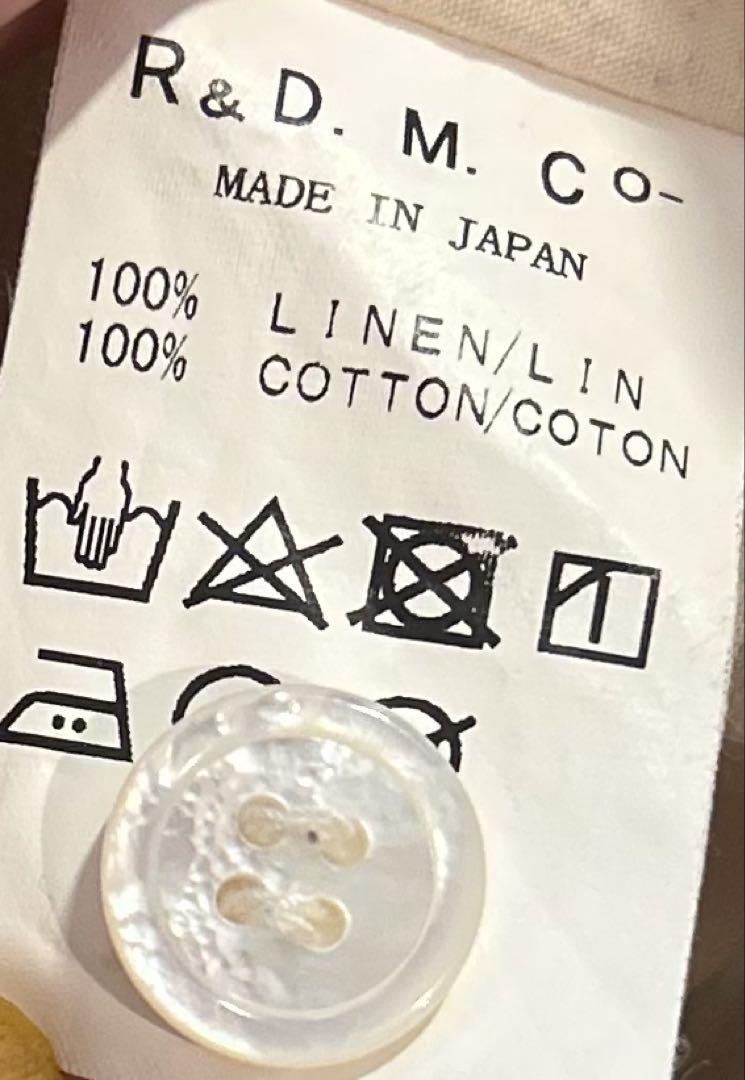 R & D. M. Co-
MADE IN JAPAN
100% LINEN/LIN
100% COTTON/COTON